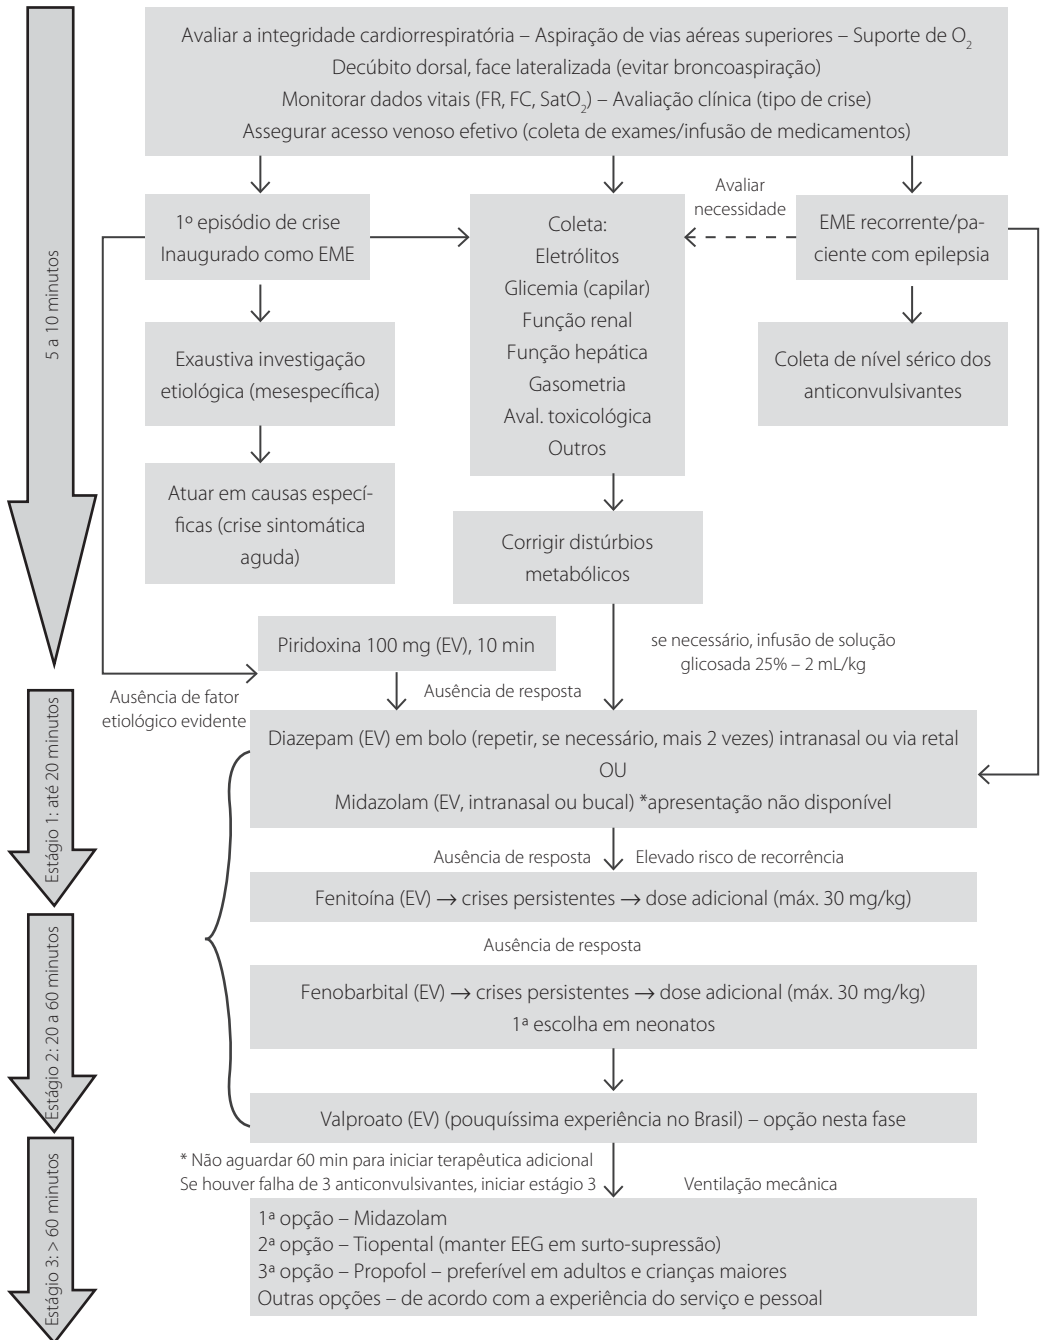 Avaliar a integridade cardiorrespiratória – Aspiração de vias aéreas superiores – Suporte de O2
Decúbito dorsal, face lateralizada (evitar broncoaspiração)
Monitorar dados vitais (FR, FC, SatO2) – Avaliação clínica (tipo de crise)
Assegurar acesso venoso efetivo (coleta de exames/infusão de medicamentos)
5 a 10 minutos
1º episódio de crise
Inaugurado como EME
Exaustiva investigação
etiológica (mesespecífica)
Atuar em causas especí-
ficas (crise sintomática
aguda)
Coleta:
Eletrólitos
Glicemia (capilar)
Função renal
Função hepática
Gasometria
Aval. toxicológica
Outros
Avaliar
necessidade
EME recorrente/pa-
ciente com epilepsia
Coleta de nível sérico dos
anticonvulsivantes
Corrigir distúrbios
metabólicos
se necessário, infusão de solução
glicosada 25% – 2 mL/kg
Piridoxina 100 mg (EV), 10 min
Ausência de fator
etiológico evidente
Ausência de resposta
Estágio 1: até 20 minutos
Diazepam (EV) em bolo (repetir, se necessário, mais 2 vezes) intranasal ou via retal
OU
Midazolam (EV, intranasal ou bucal) *apresentação não disponível
Ausência de resposta
Elevado risco de recorrência
Fenitoína (EV) → crises persistentes → dose adicional (máx. 30 mg/kg)
Ausência de resposta
Estágio 2: 20 a 60 minutos
Fenobarbital (EV) → crises persistentes → dose adicional (máx. 30 mg/kg)
1ª escolha em neonatos
Valproato (EV) (pouquíssima experiência no Brasil) – opção nesta fase
* Não aguardar 60 min para iniciar terapêutica adicional
Se houver falha de 3 anticonvulsivantes, iniciar estágio 3
Ventilação mecânica
Estágio 3: > 60 minutos
1ª opção – Midazolam
2ª opção – Tiopental (manter EEG em surto-supressão)
3ª opção – Propofol – preferível em adultos e crianças maiores
Outras opções – de acordo com a experiência do serviço e pessoal